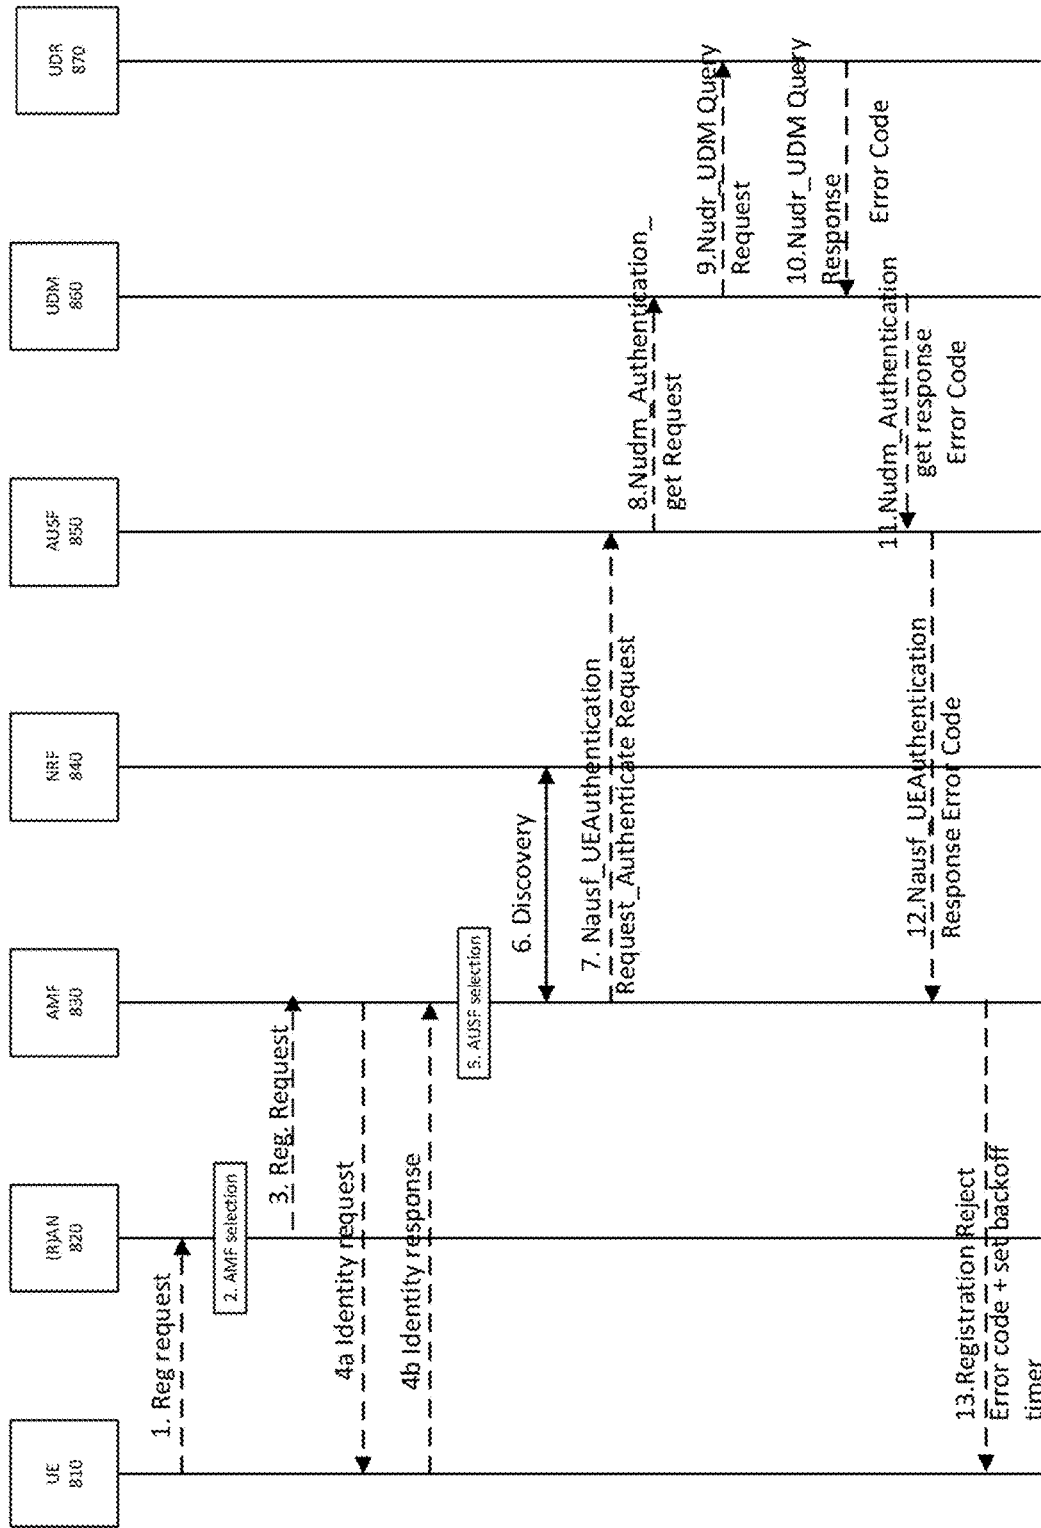 UE
810
(R)AN
820
AMF
830
NRF
840
AUSF
850
UDM
860
UDR
870
1. Reg request
2. AMF selection
3. Reg. Request
4a Identity request
4b Identity response
5. AUSF selection
6. Discovery
7. Nausf_UEAuthentication
Request_Authenticate Request
8.Nudm_Authentication_
get Request
9.Nudr_UDM Query
Request
10.Nudr_UDM Query
Response
Error Code
11.Nudm_Authentication
get response
Error Code
12.Nausf_UEAuthentication
Response Error Code
13.Registration Reject
Error code + set backoff
timer